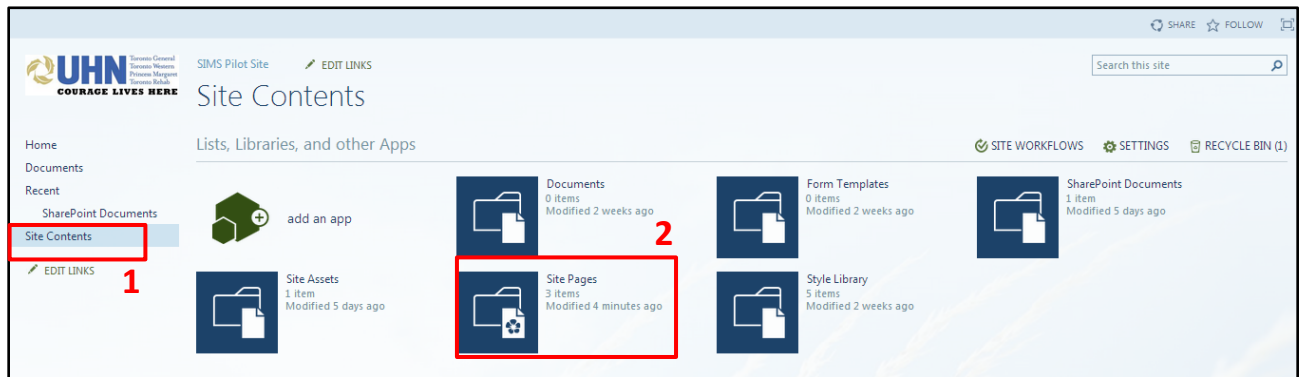 SHARE FOLLOW
UHN
Toronto General
Toronto Western
Princess Margaret
Toronto Rehab
COURAGE LIVES HERE
SIMS Pilot Site EDIT LINKS
Search this site
Site Contents
Home
Documents
Recent
SharePoint Documents
Site Contents
EDIT LINKS
1
Lists, Libraries, and other Apps
SITE WORKFLOWS SETTINGS RECYCLE BIN (1)
add an app
Documents
0 items
Modified 2 weeks ago
2
Form Templates
0 items
Modified 2 weeks ago
SharePoint Documents
1 item
Modified 5 days ago
Site Assets
1 item
Modified 5 days ago
Site Pages
3 items
Modified 4 minutes ago
Style Library
5 items
Modified 2 weeks ago